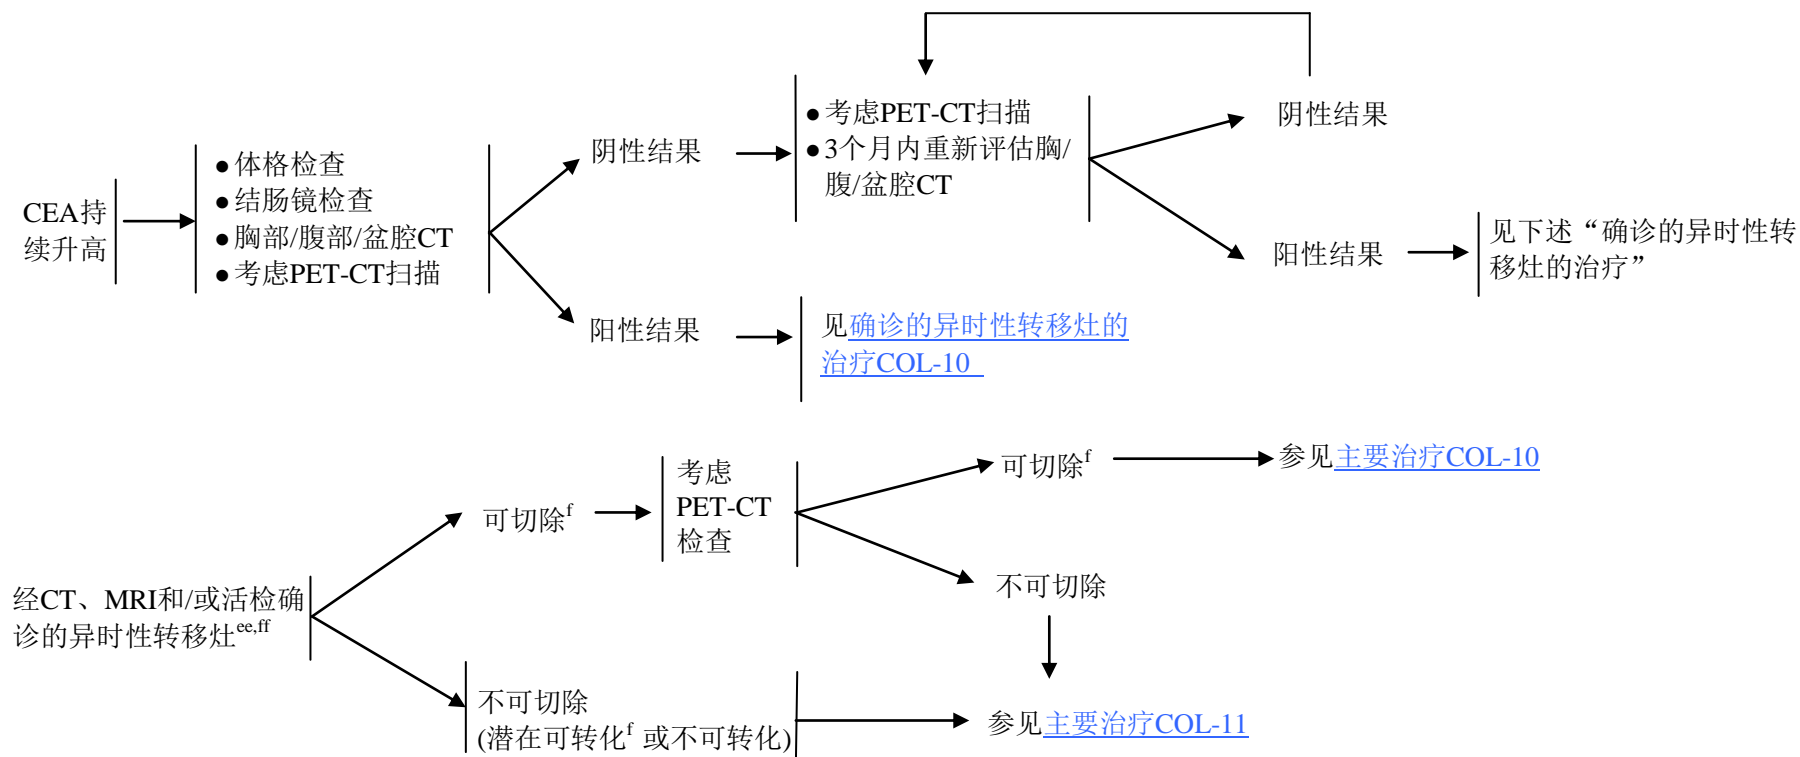 CEA持
续升高
●体格检查
●结肠镜检查
●胸部/腹部/盆腔CT
●考虑PET-CT扫描
阴性结果
●考虑PET-CT扫描
●3个月内重新评估胸/
腹/盆腔CT
阴性结果
阳性结果
见下述“确诊的异时性转
移灶的治疗”
阳性结果
见确诊的异时性转移灶的
治疗COL-10
经CT、MRI和/或活检确
诊的异时性转移灶ee,ff
可切除f
考虑
PET-CT
检查
可切除f
参见主要治疗COL-10
不可切除
不可切除
(潜在可转化f 或不可转化)
参见主要治疗COL-11